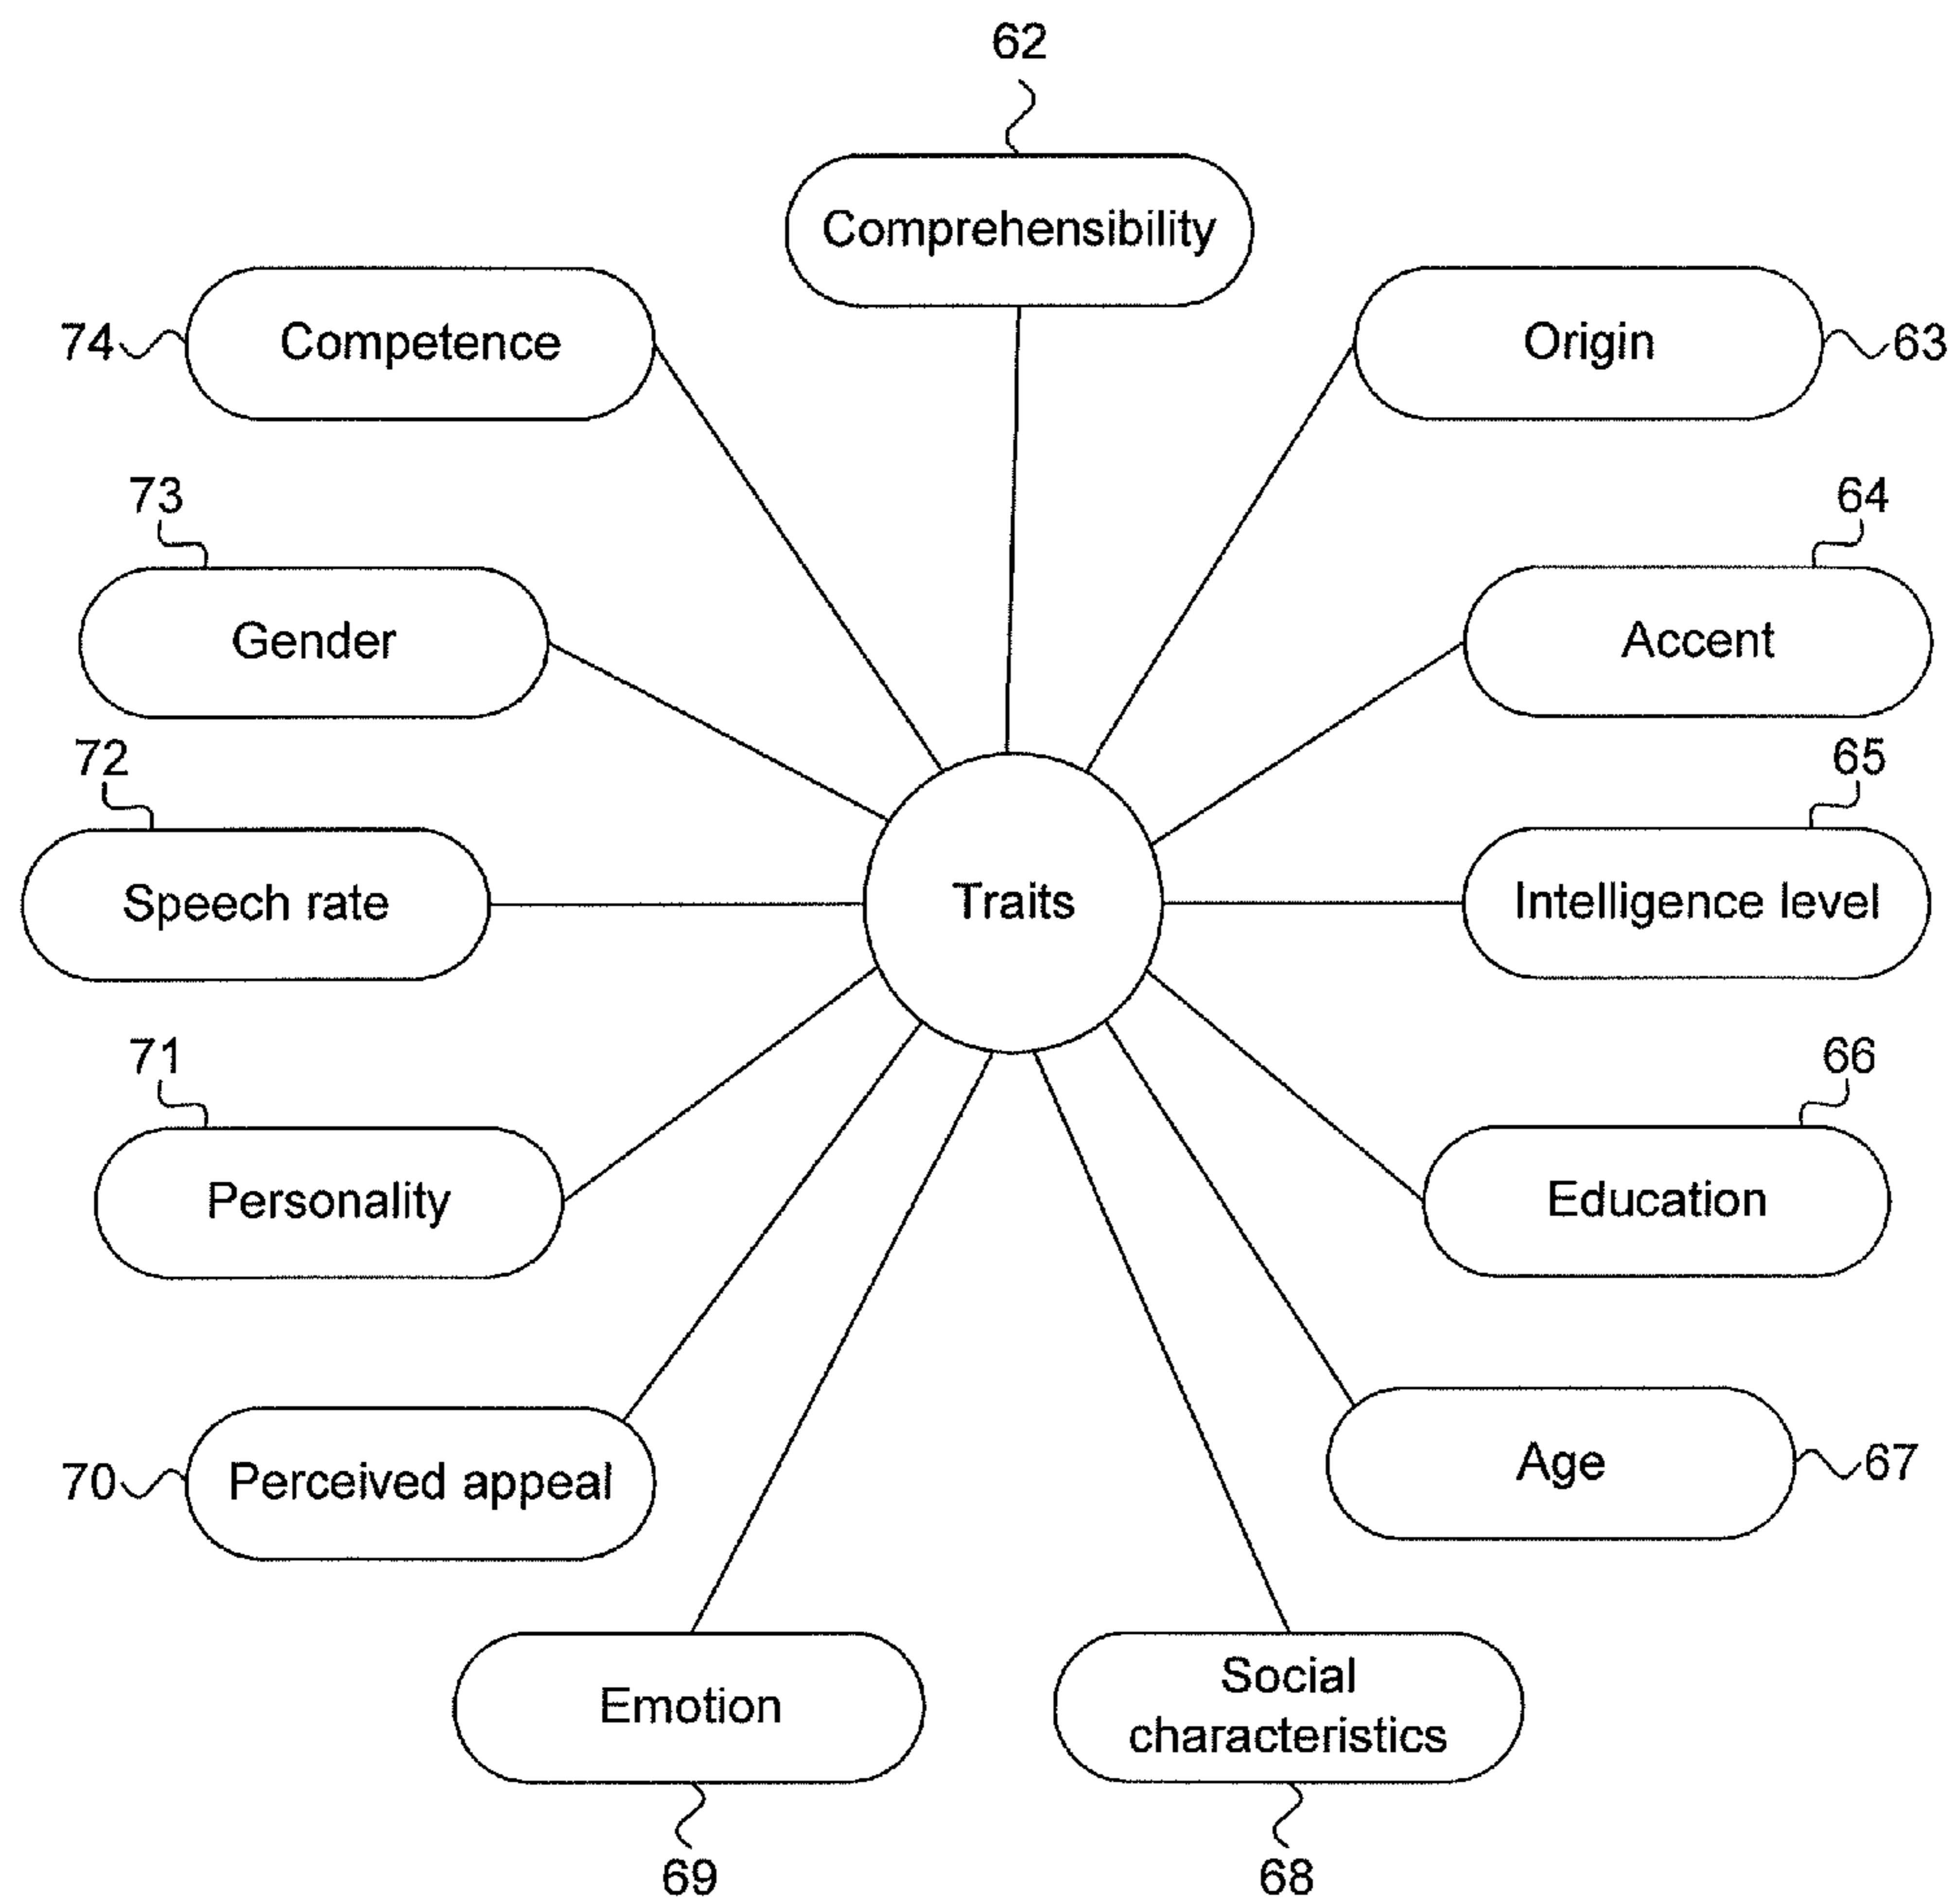 62
Comprehensibility
74
Competence
Origin
63
73
Gender
64
Accent
72
Speech rate
Traits
65
Intelligence level
71
Personality
66
Education
70
Perceived appeal
Age
67
Emotion
69
Social
characteristics
68